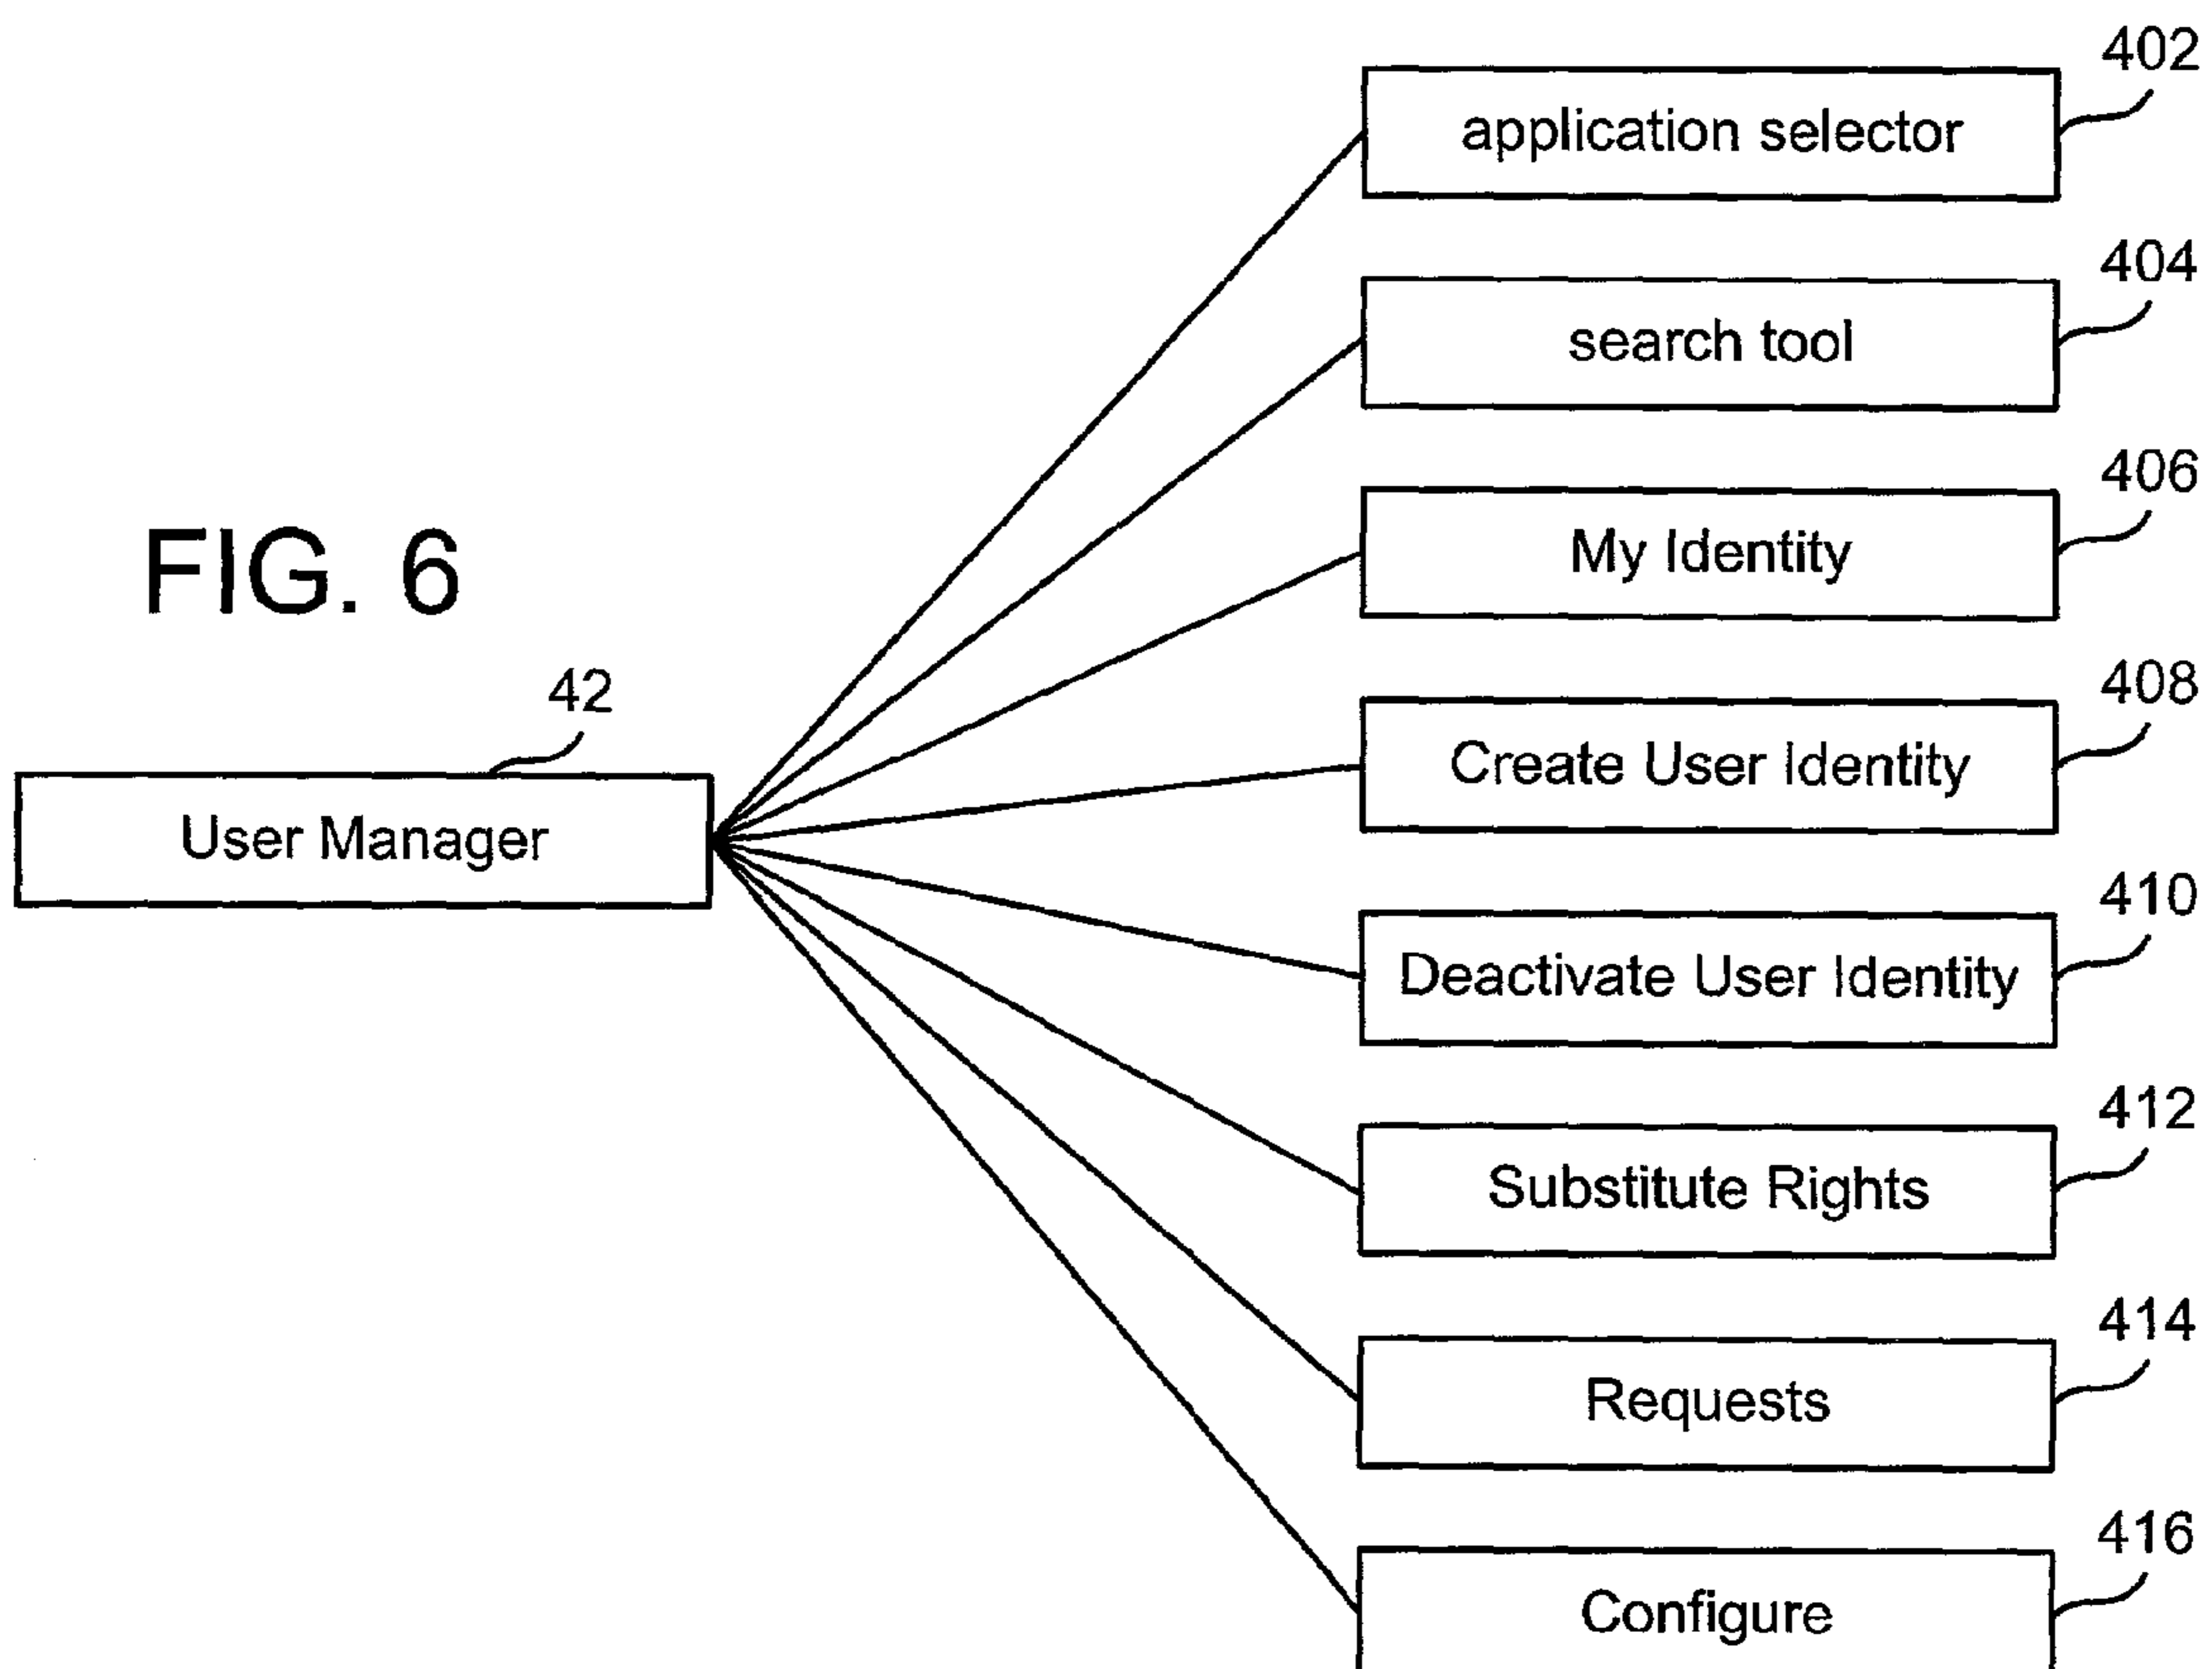 402
application selector
404
search tool
406
My Identity
FIG. 6
408
Create User Identity
42
User Manager
410
Deactivate User Identity
412
Substitute Rights
414
Requests
416
Configure